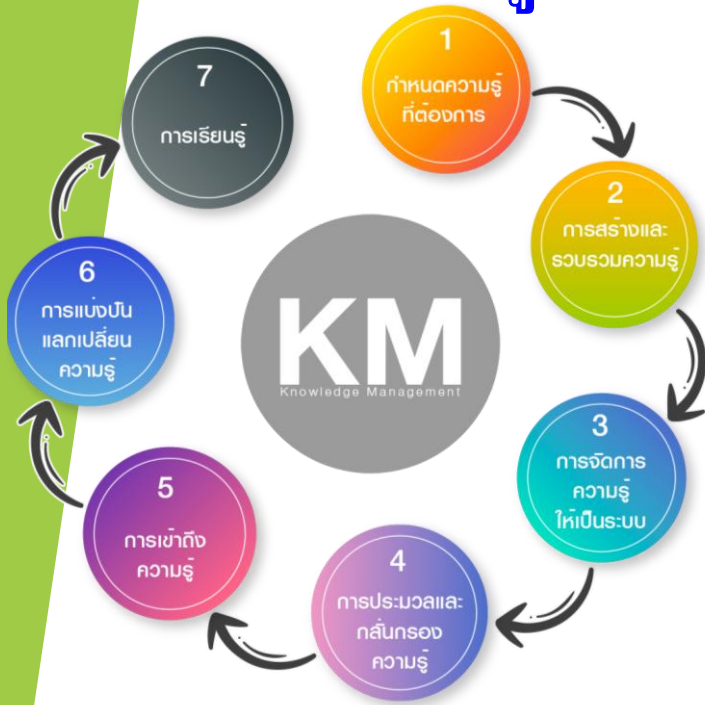 1
กำหนดความรู้
ที่ต้องการ
2
การสร้างและ
รวบรวมความรู้
3
การจัดการ
ความรู้
ให้เป็นระบบ
4
การประมวลและ
กลั่นกรอง
ความรู้
5
การเข้าถึง
ความรู้
6
การแบ่งปัน
แลกเปลี่ยน
ความรู้
7
การเรียนรู้
KM
Knowledge Management